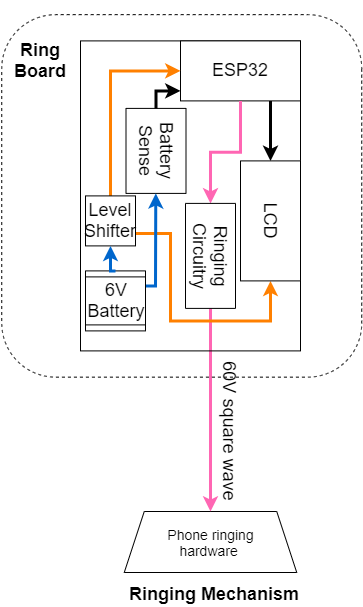 Ring
Board
ESP32
Battery
Sense
Level
Shifter
Ringing
Circuitry
LCD
6V
Battery
60V square wave
Phone ringing
hardware
Ringing Mechanism